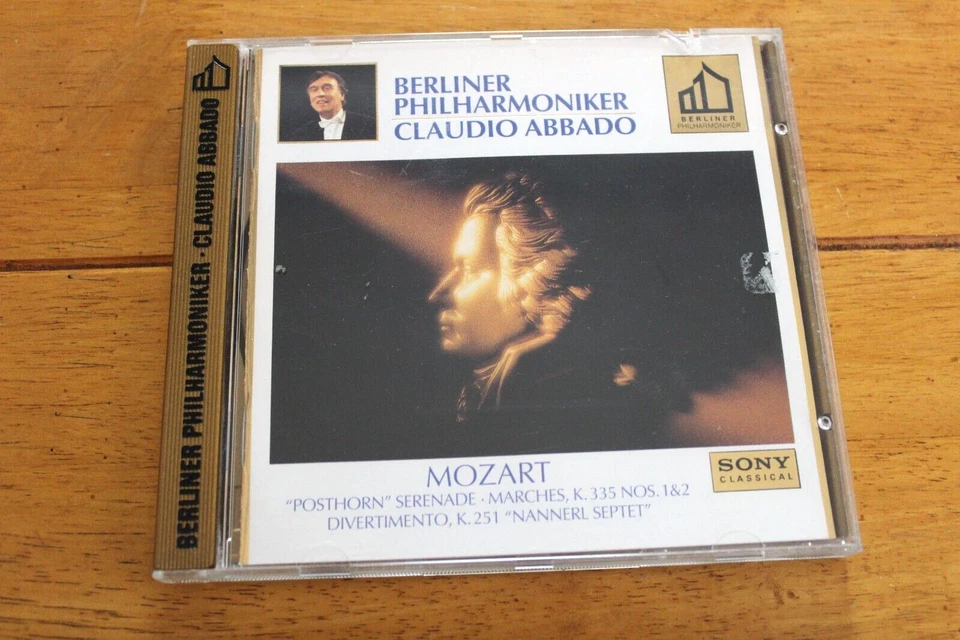 BERLINER PHILHARMONIKER · CLAUDIO ABBADO
BERLINER
PHILHARMONIKER
CLAUDIO ABBADO
BERLINER
PHILHARMONIKER
MOZART
“POSTHORN” SERENADE · MARCHES, K. 335 NOS. 1&2
DIVERTIMENTO, K. 251 “NANNERL SEPTET”
SONY
CLASSICAL